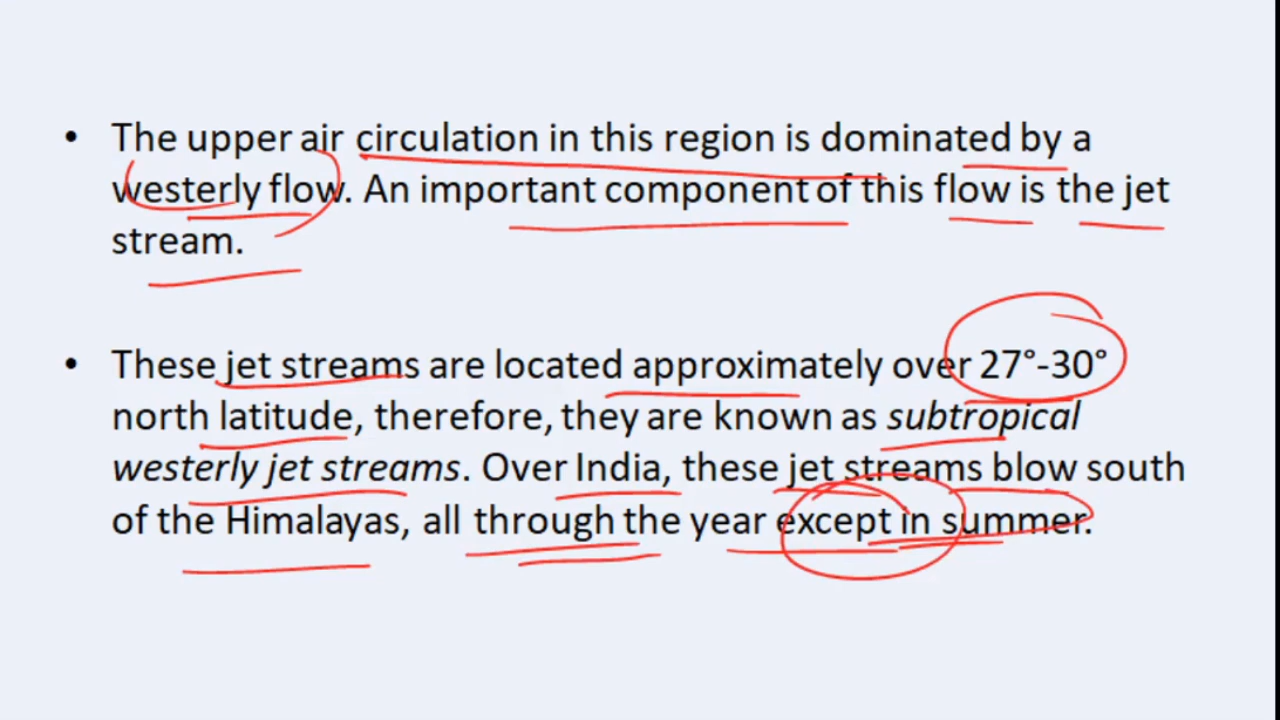 • The upper air circulation in this region is dominated by a
westerly flow. An important component of this flow is the jet
stream.
• These jet streams are located approximately over 27°-30°
north latitude, therefore, they are known as subtropical
westerly jet streams. Over India, these jet streams blow south
of the Himalayas, all through the year except in summer.